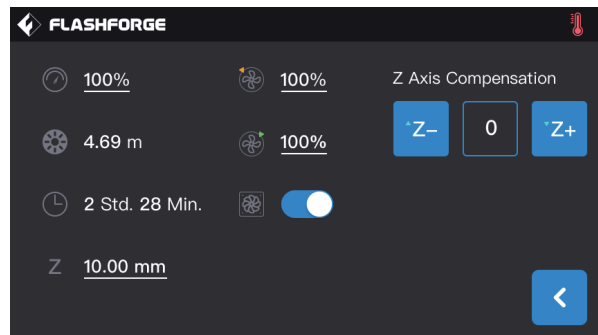 FLASHFORGE
100%
100%
Z Axis Compensation
4.69 m
100%
Z−
0
Z+
2 Std. 28 Min.
Z
10.00 mm